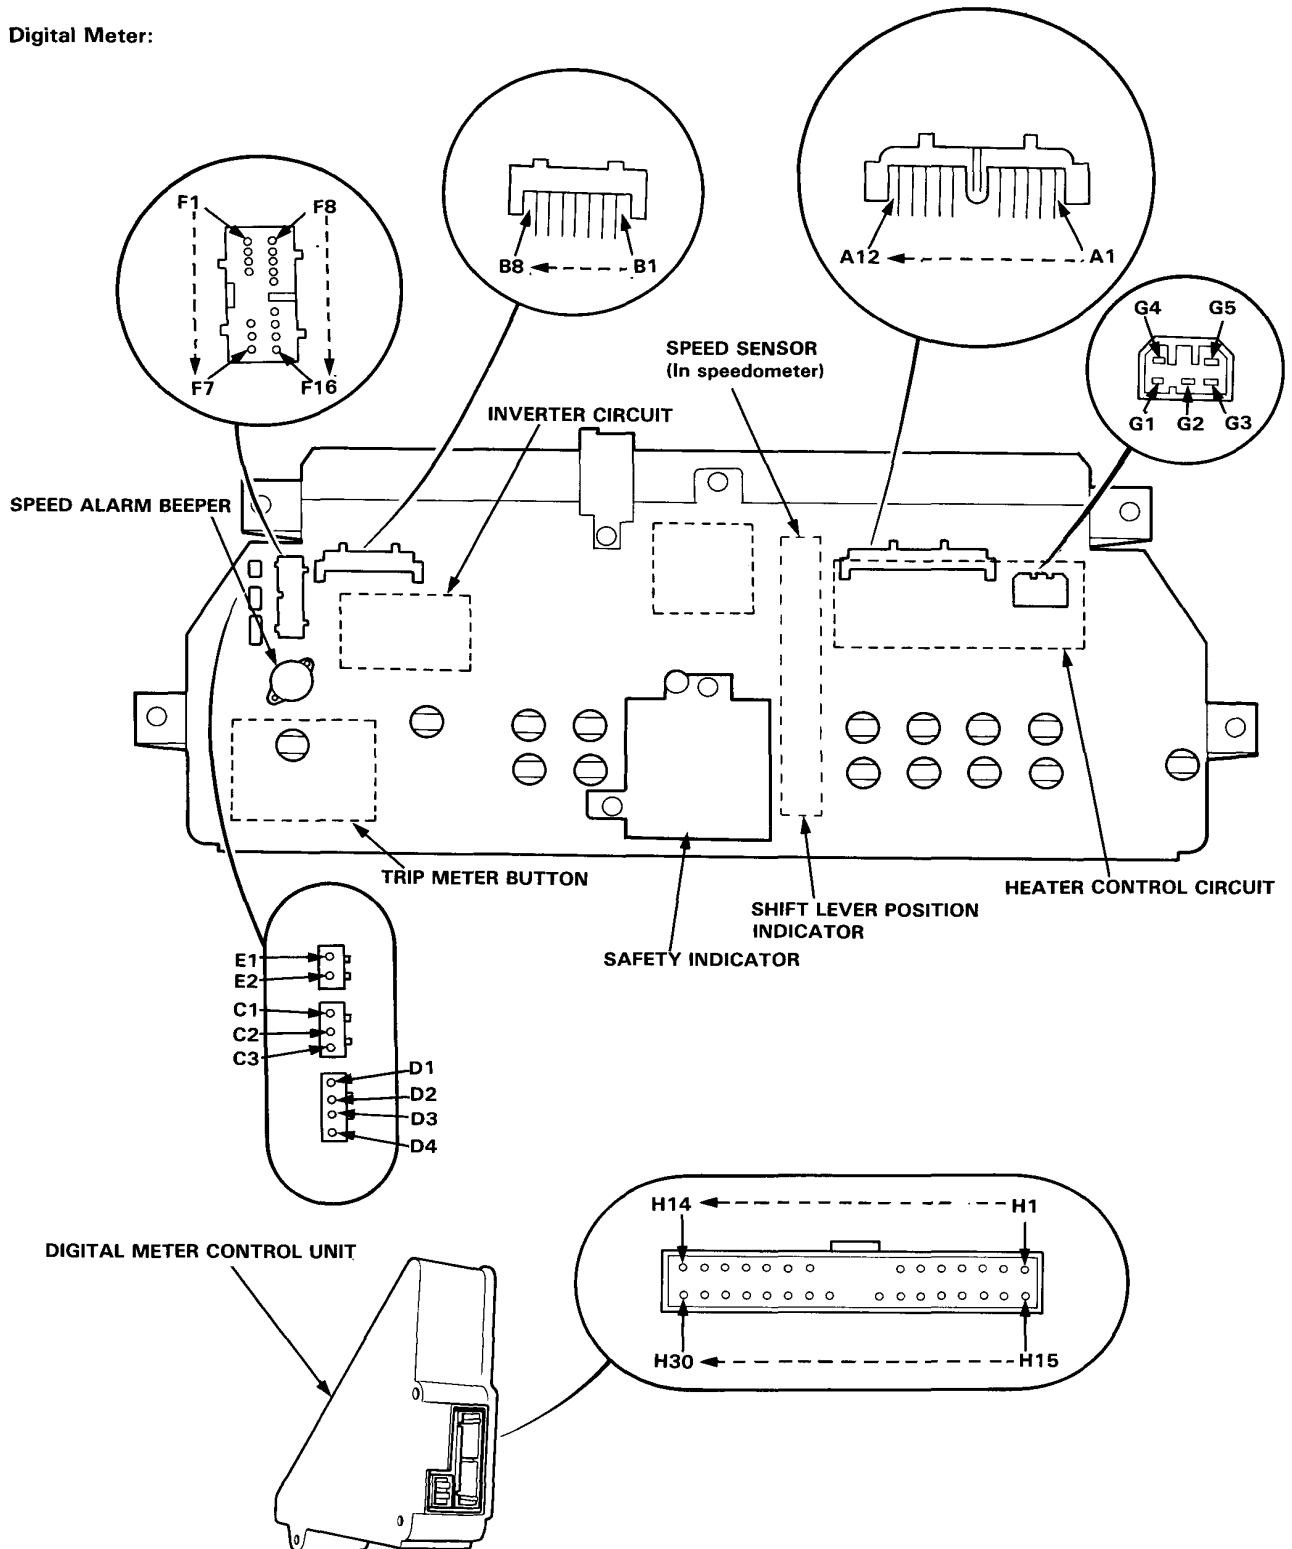 Digital Meter:
F1
F8
F7
F16
B8
B1
A12
A1
G4
G5
G1
G2
G3
SPEED SENSOR
(In speedometer)
INVERTER CIRCUIT
SPEED ALARM BEEPER
TRIP METER BUTTON
HEATER CONTROL CIRCUIT
SHIFT LEVER POSITION
INDICATOR
SAFETY INDICATOR
E1
E2
C1
C2
C3
D1
D2
D3
D4
H14
H1
DIGITAL METER CONTROL UNIT
H30
H15